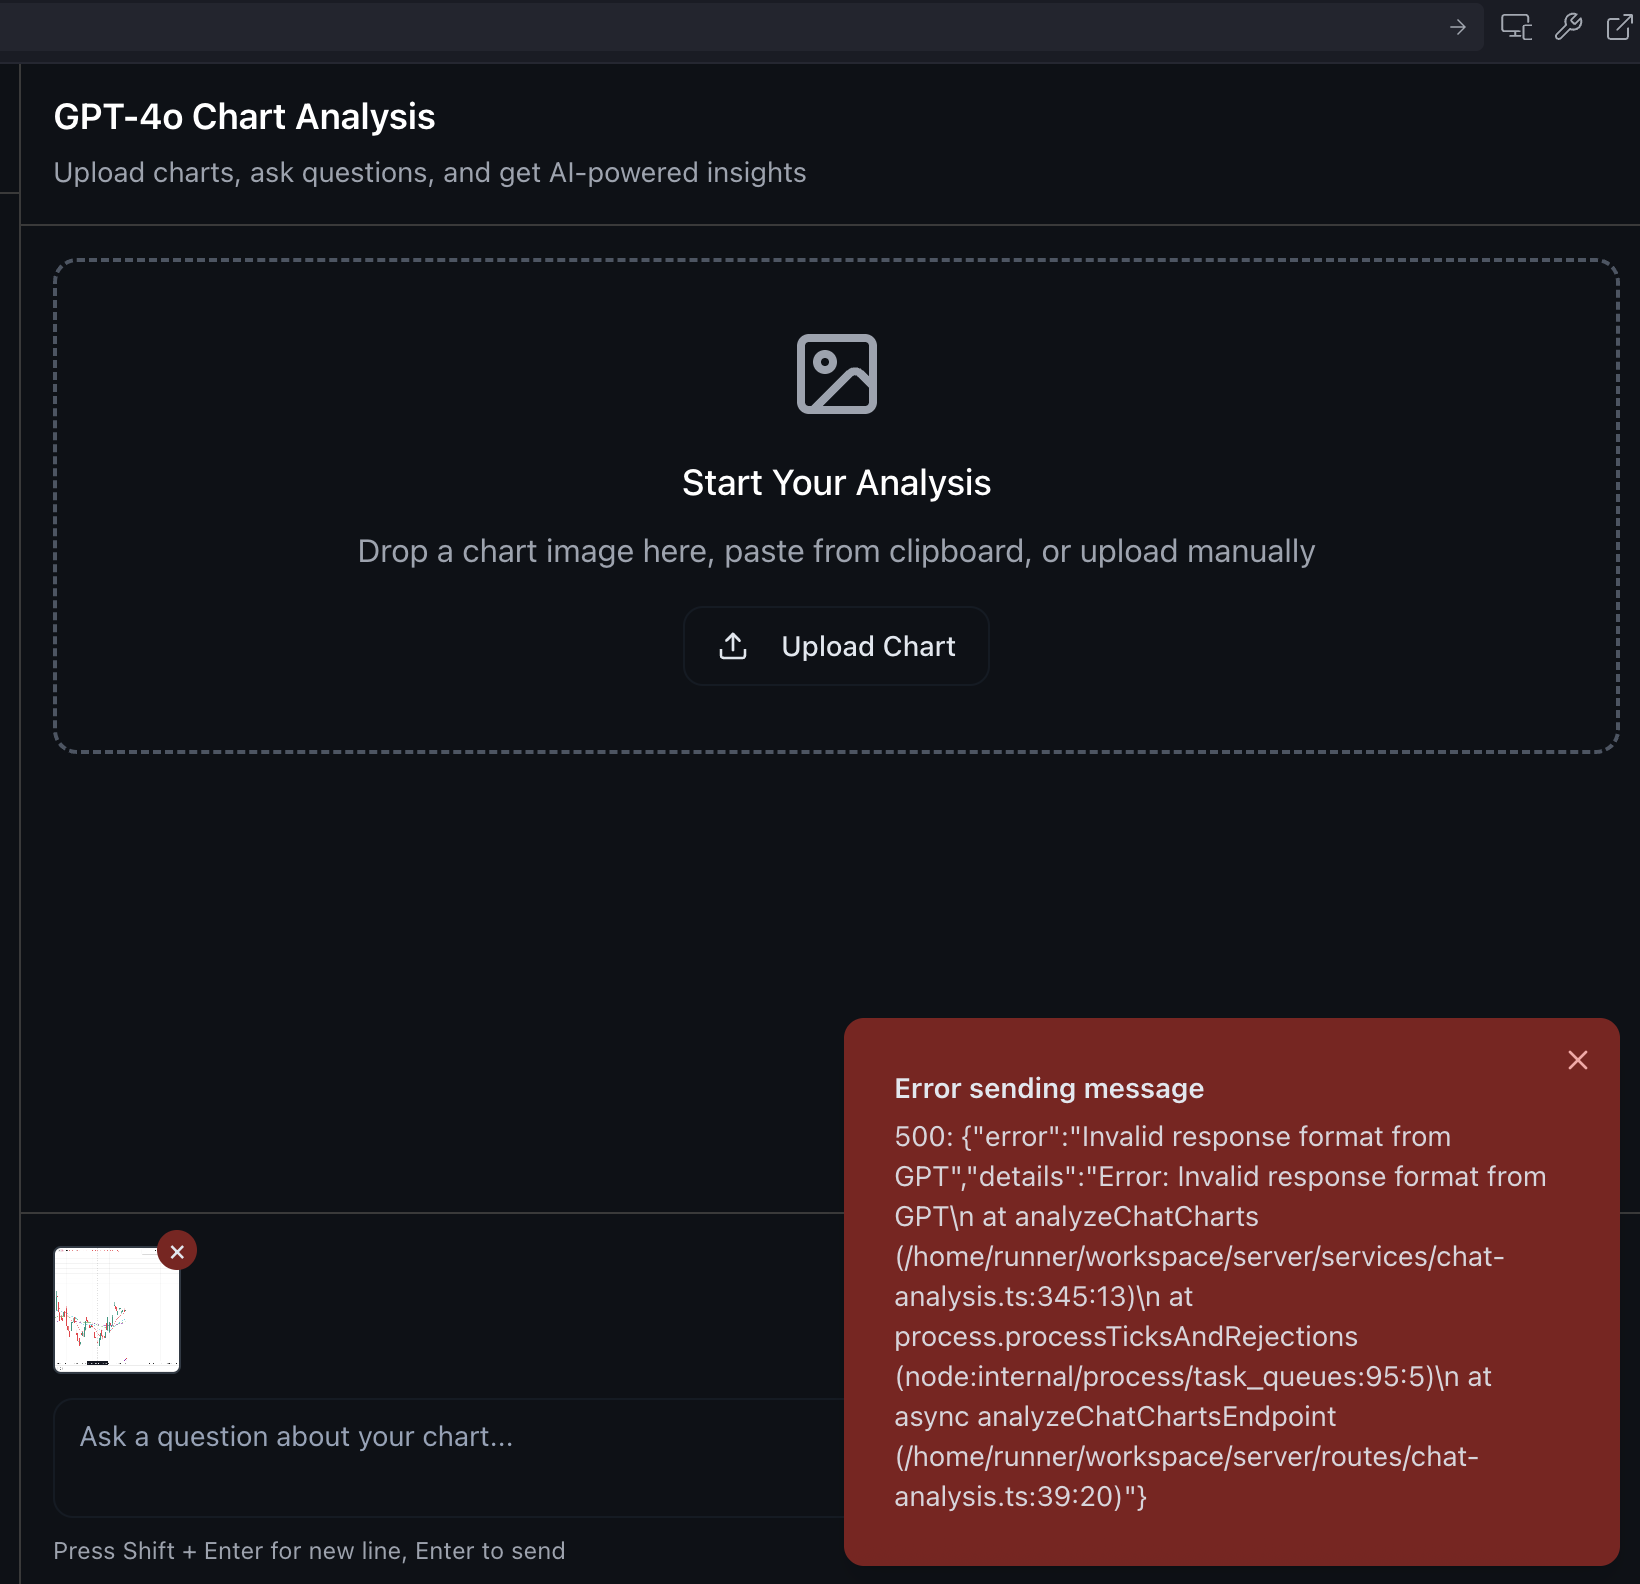 GPT-4o Chart Analysis
Upload charts, ask questions, and get AI-powered insights
Start Your Analysis
Drop a chart image here, paste from clipboard, or upload manually
Upload Chart
Error sending message
500: {"error":"Invalid response format from
GPT","details":"Error: Invalid response format from
GPT\n at analyzeChatCharts
(/home/runner/workspace/server/services/chat-
analysis.ts:345:13)\n at
process.processTicksAndRejections
(node:internal/process/task_queues:95:5)\n at
async analyzeChatChartsEndpoint
(/home/runner/workspace/server/routes/chat-
analysis.ts:39:20)"}
Ask a question about your chart...
Press Shift + Enter for new line, Enter to send